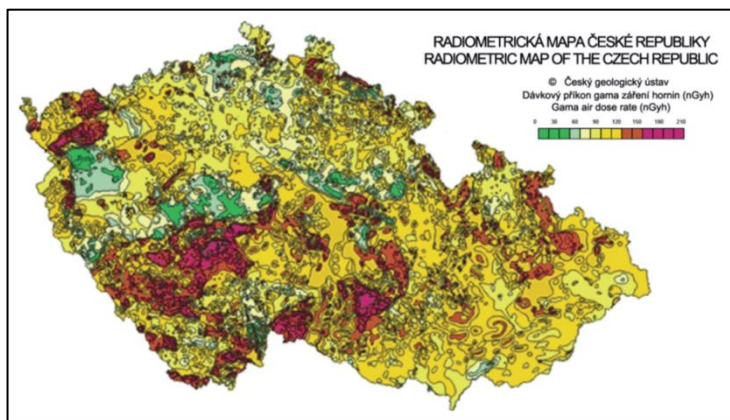 RADIOMETRICKÁ MAPA ČESKÉ REPUBLIKY
RADIOMETRIC MAP OF THE CZECH REPUBLIC
© Český geologický ústav
Dávkový příkon gama záření hornin (nGyh)
Gama air dose rate (nGyh)
0 30 60 90 120 150 180 210